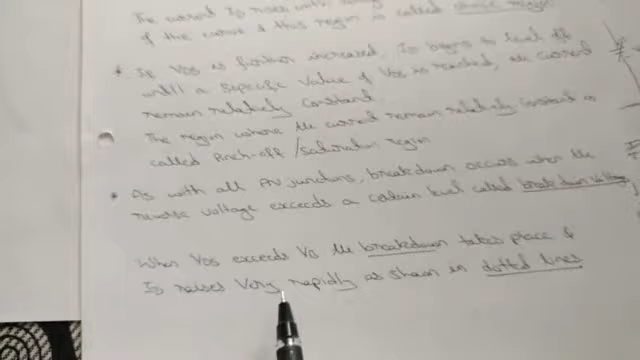 The current ID rises with
of the curve & this region is called ohmic region
* If VDS is further increased, ID begins to level off
until a specific value of VDS is reached, the current
remain relatively constant.
The region where the current remain relatively constant is
called Pinch-off / saturation region
* As with all PN junctions, breakdown occurs when the
reverse voltage exceeds a certain level called breakdown voltage
When VDS exceeds VB the breakdown takes place &
ID raises very rapidly as shown in dotted lines